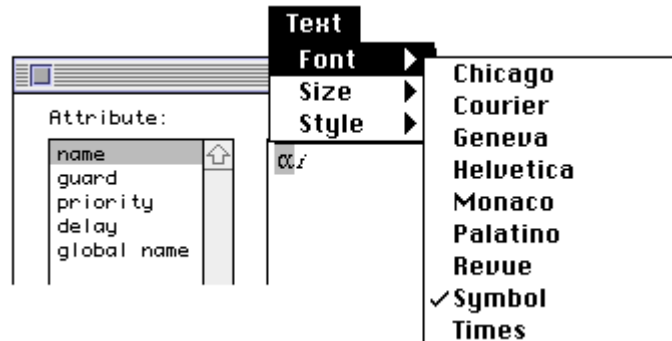 Text
Font
Size
Style
Chicago
Courier
Geneva
Helvetica
Monaco
Palatino
Revue
Symbol
Times
Attribute:
name
guard
priority
delay
global name
αi